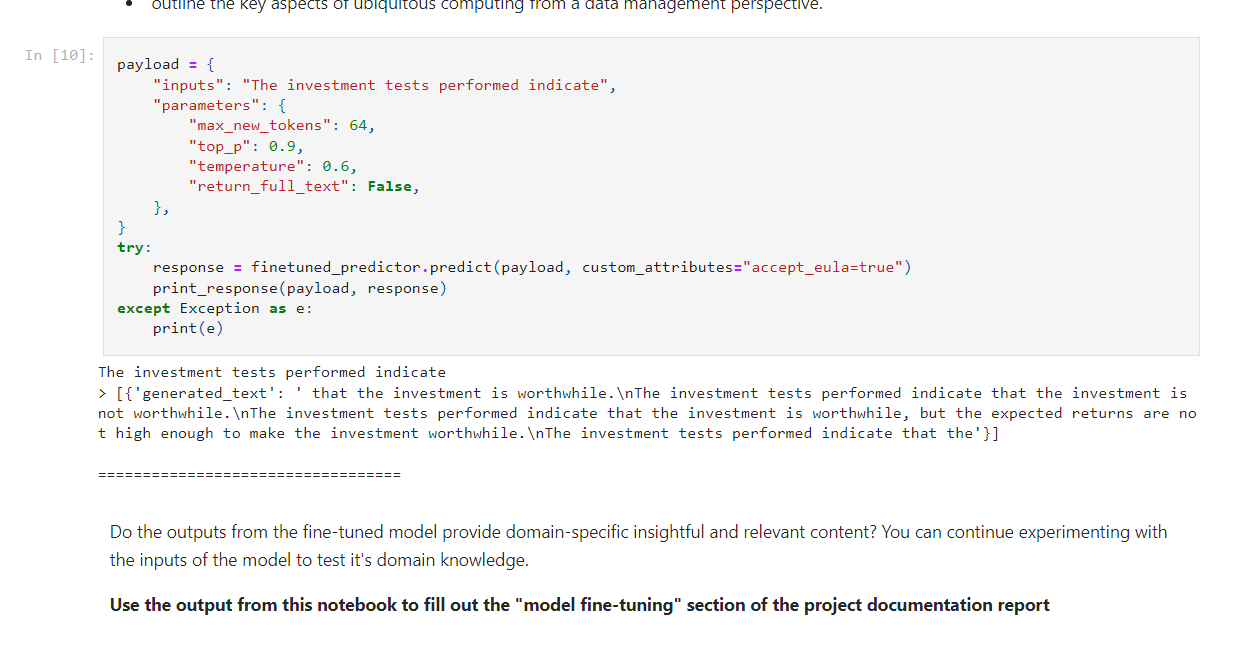 • outline the key aspects of ubiquitous computing from a data management perspective.
In [10]:
payload = {
    "inputs": "The investment tests performed indicate",
    "parameters": {
        "max_new_tokens": 64,
        "top_p": 0.9,
        "temperature": 0.6,
        "return_full_text": False,
    },
}
try:
    response = finetuned_predictor.predict(payload, custom_attributes="accept_eula=true")
    print_response(payload, response)
except Exception as e:
    print(e)
The investment tests performed indicate
> [{'generated_text': ' that the investment is worthwhile.\nThe investment tests performed indicate that the investment is
not worthwhile.\nThe investment tests performed indicate that the investment is worthwhile, but the expected returns are no
t high enough to make the investment worthwhile.\nThe investment tests performed indicate that the'}]
==================================
Do the outputs from the fine-tuned model provide domain-specific insightful and relevant content? You can continue experimenting with
the inputs of the model to test it's domain knowledge.
Use the output from this notebook to fill out the "model fine-tuning" section of the project documentation report